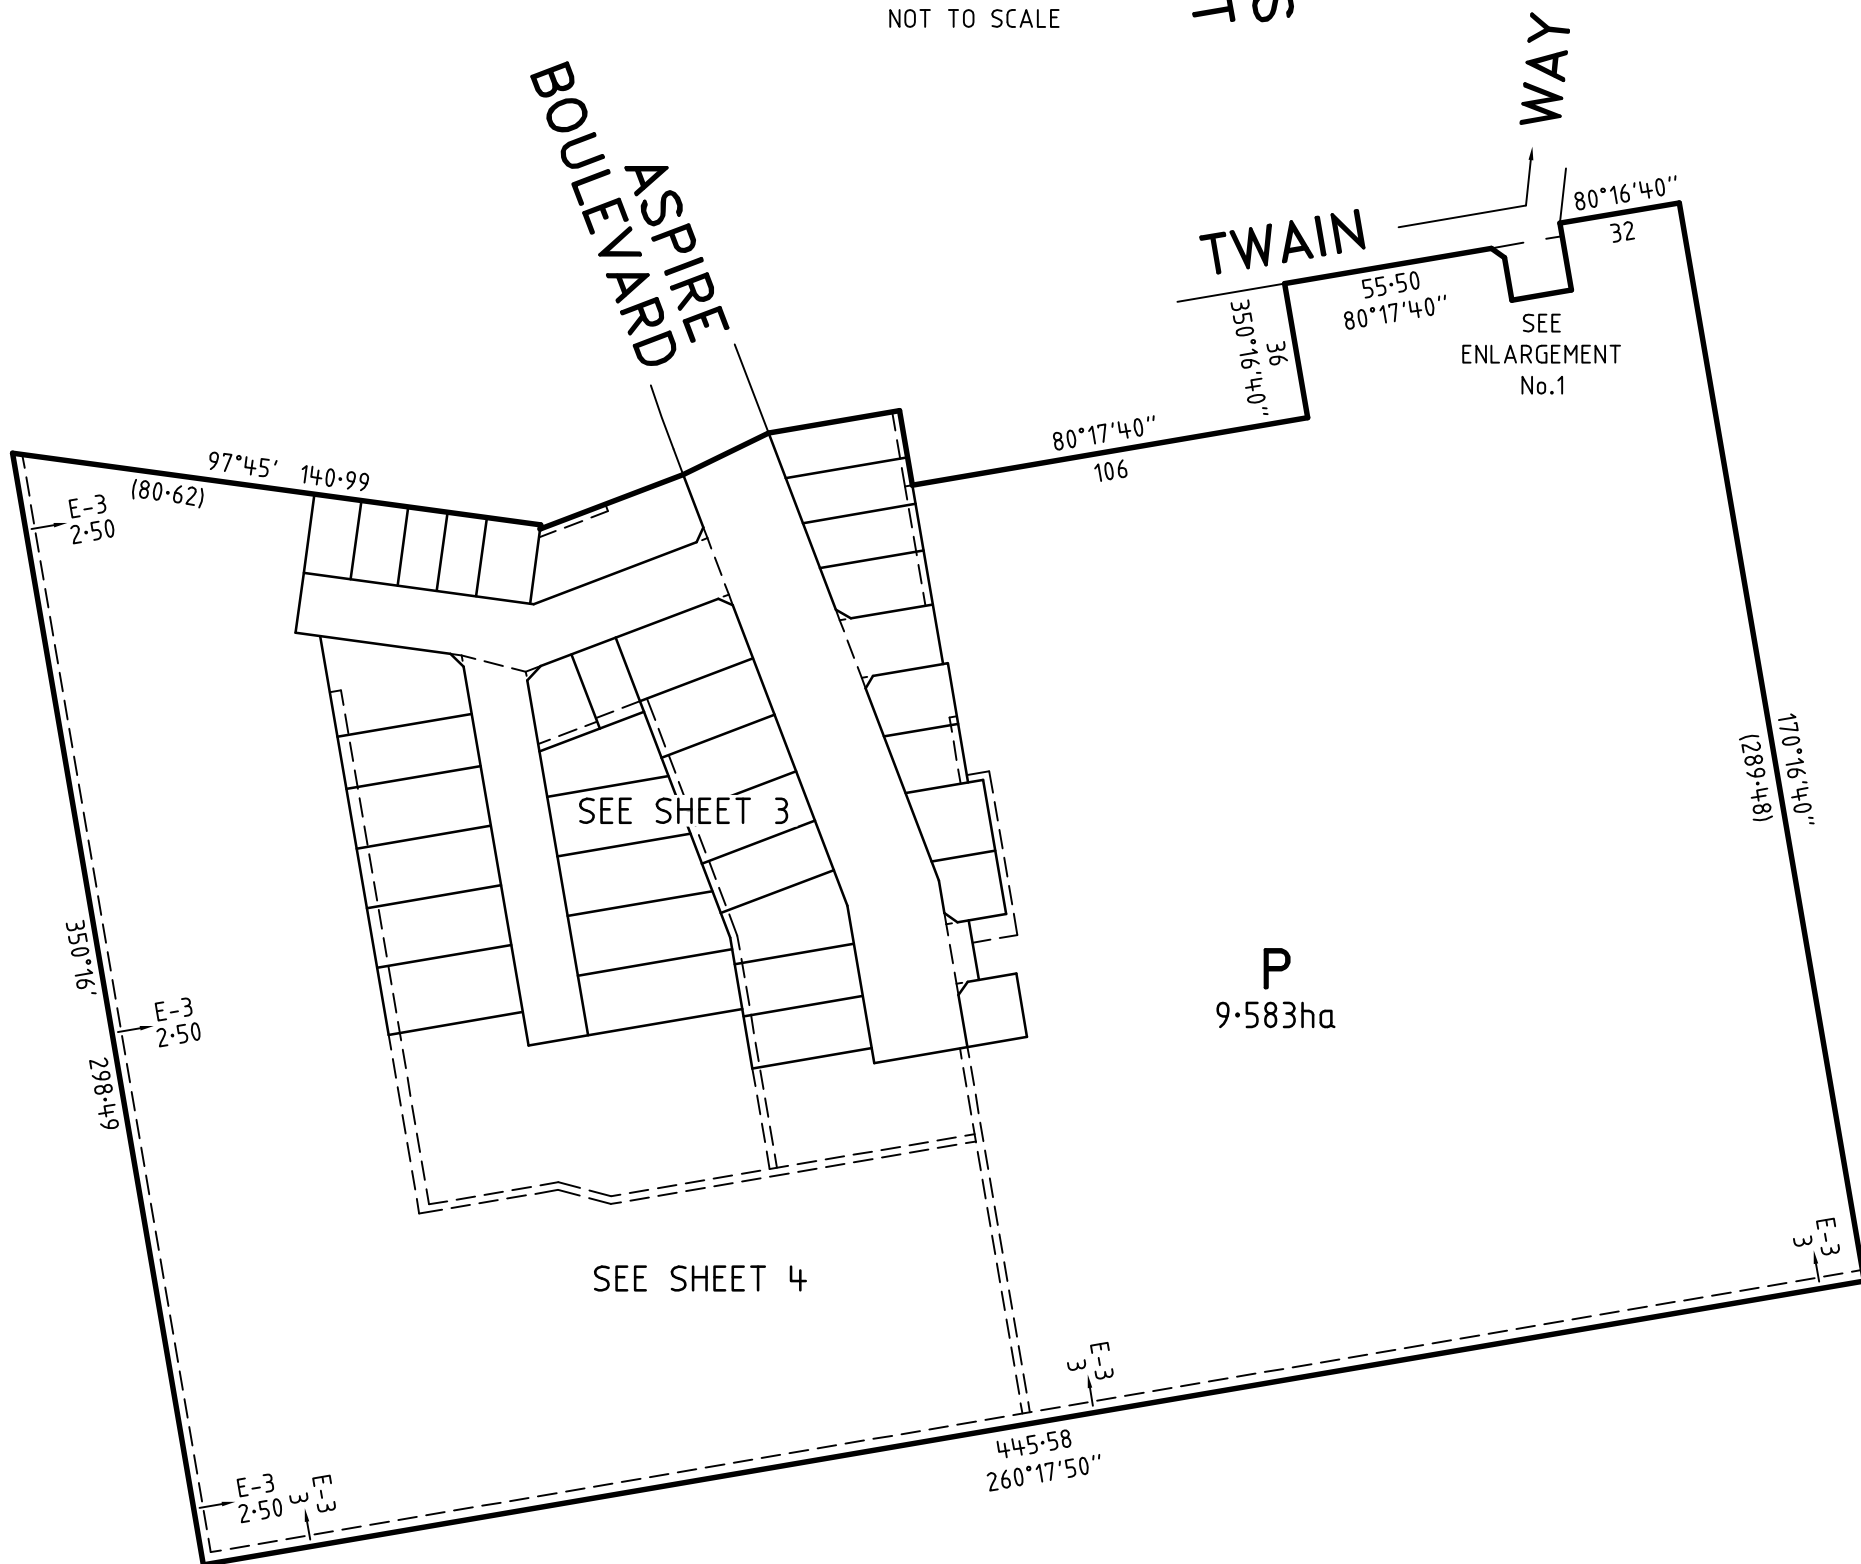 NOT TO SCALE
WAY
BOULEVARD
ASPIRE
TWAIN
80°16'40"
32
55·50
80°17'40"
350°16'40"
36
SEE
ENLARGEMENT
No.1
80°17'40"
106
97°45' 140·99
(80·62)
E-3
2·50
SEE SHEET 3
170°16'40"
(289·48)
350°16'
298·49
E-3
2·50
P
9·583ha
SEE SHEET 4
E-3
3
E-3
3
445·58
260°17'50"
E-3
2·50
E-3
3